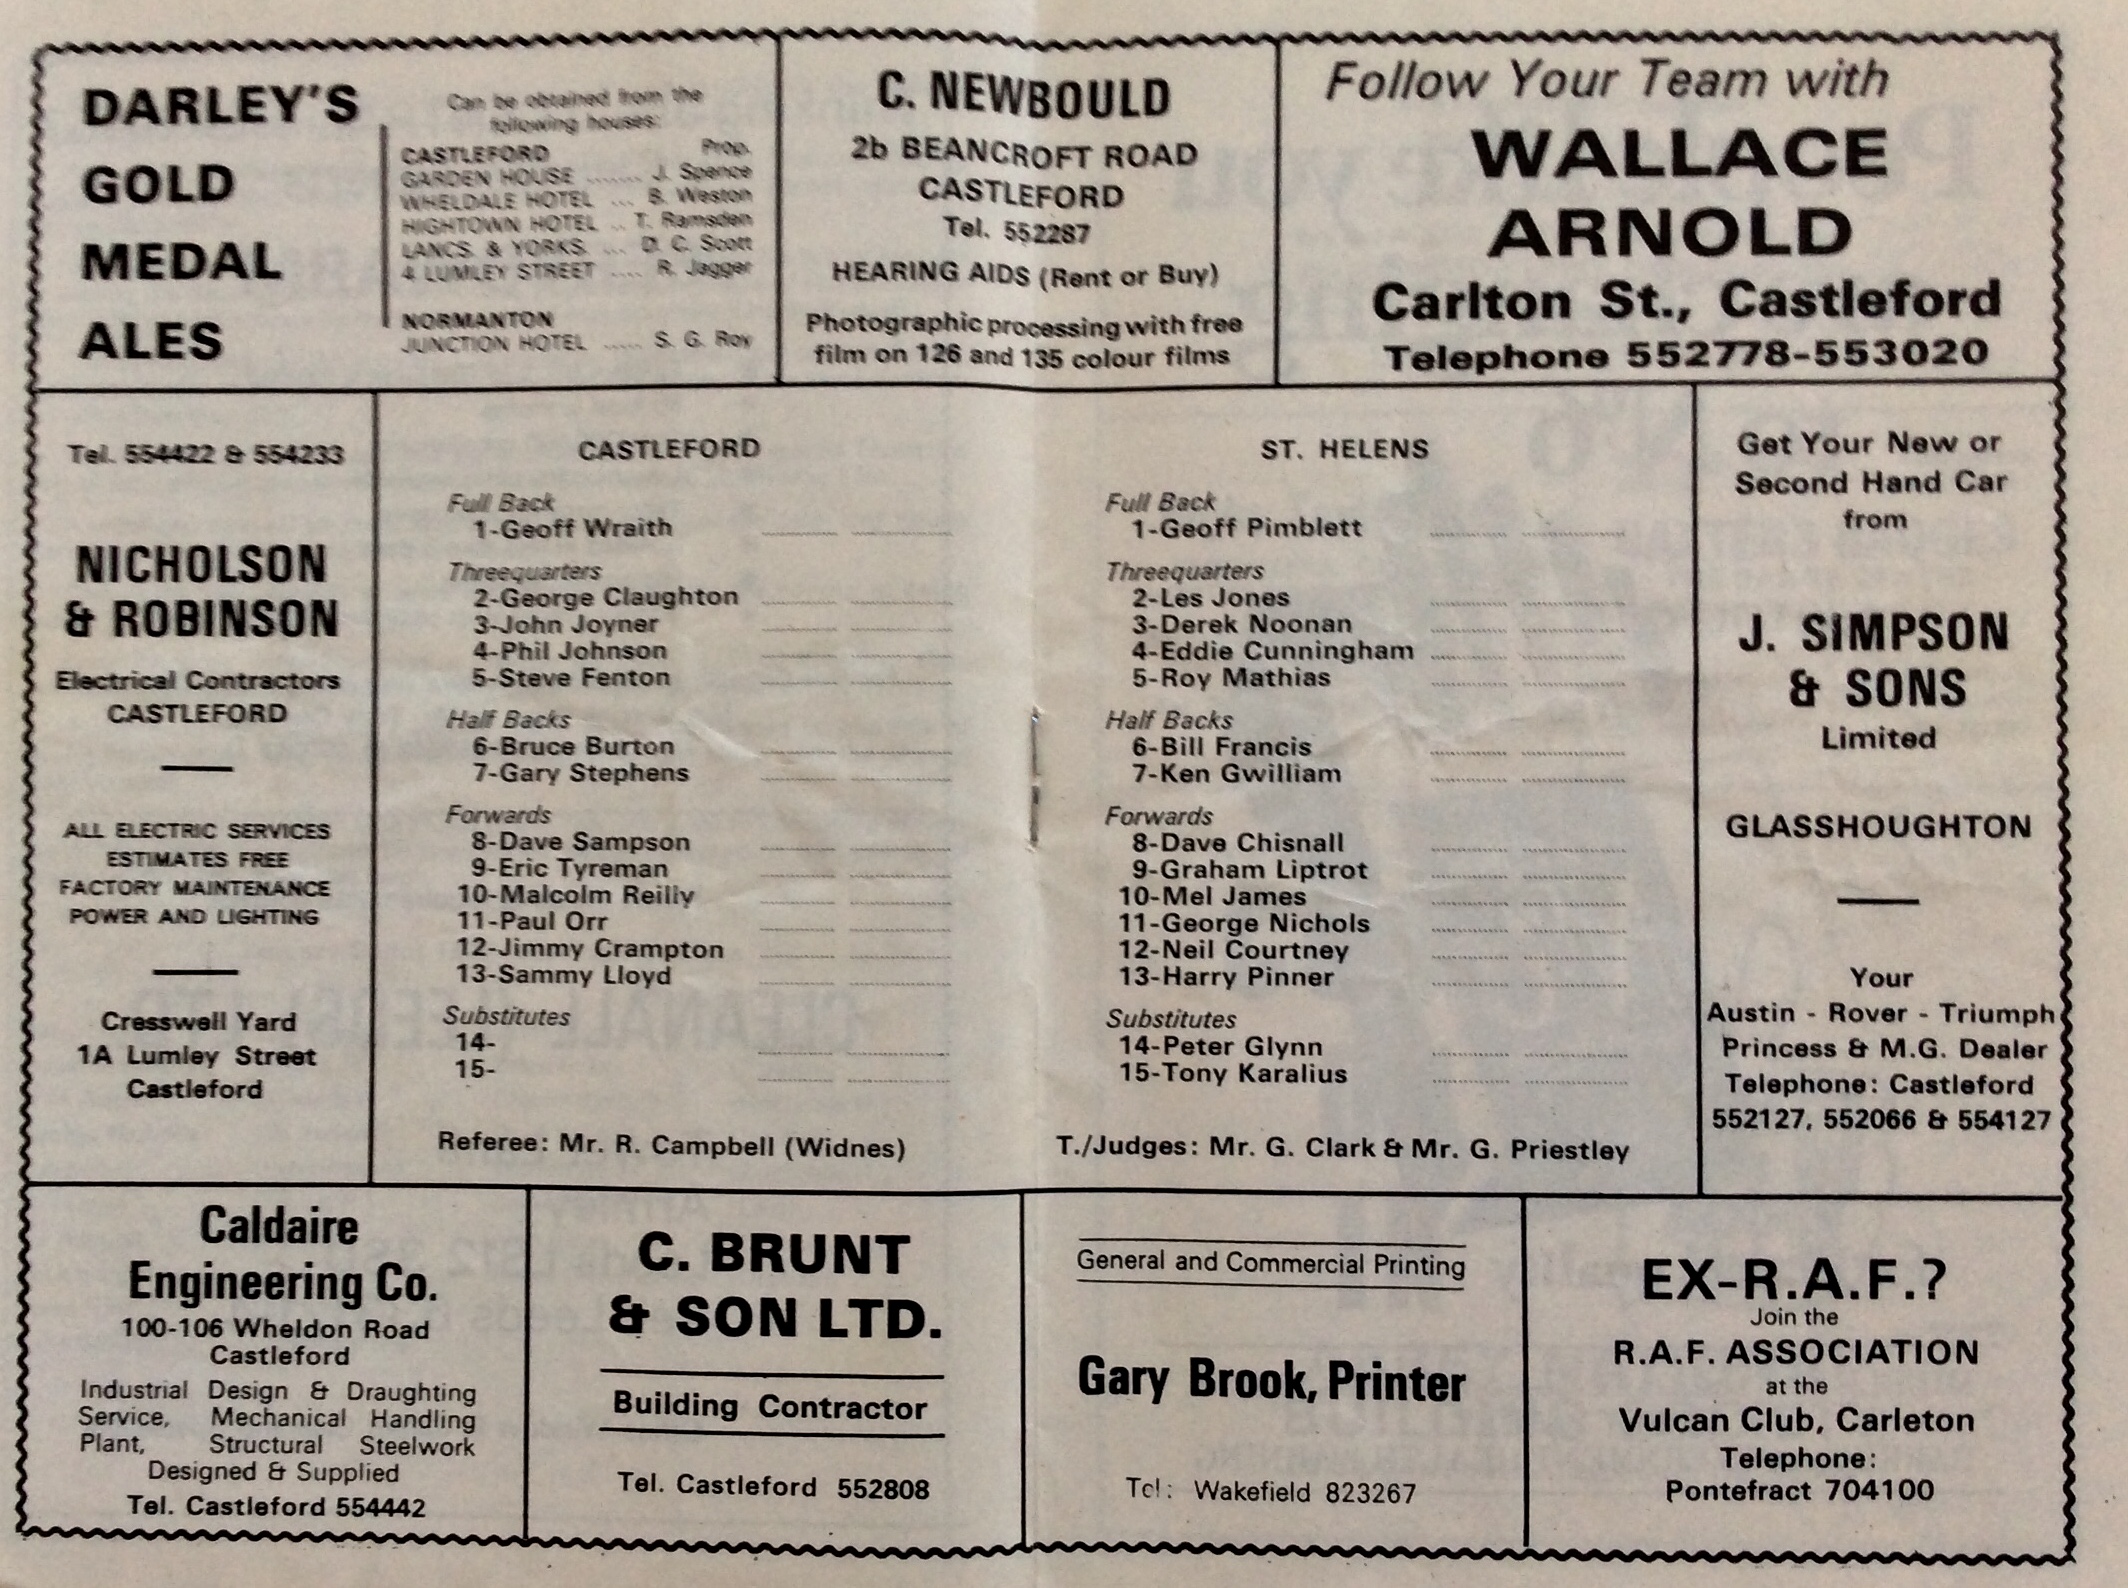 DARLEY'S
GOLD
MEDAL
ALES
Can be obtained from the
following houses:
CASTLEFORD Prop.
GARDEN HOUSE ....... J. Spence
WHELDALE HOTEL ... B. Weston
HIGHTOWN HOTEL .. T. Ramsden
LANCS. & YORKS. ... D. C. Scott
4 LUMLEY STREET ..... R. Jagger
NORMANTON
JUNCTION HOTEL ..... S. G. Roy
C. NEWBOULD
2b BEANCROFT ROAD
CASTLEFORD
Tel. 552287
HEARING AIDS (Rent or Buy)
Photographic processing with free
film on 126 and 135 colour films
Follow Your Team with
WALLACE
ARNOLD
Carlton St., Castleford
Telephone 552778-553020
Tel. 554422 & 554233
NICHOLSON
& ROBINSON
Electrical Contractors
CASTLEFORD
ALL ELECTRIC SERVICES
ESTIMATES FREE
FACTORY MAINTENANCE
POWER AND LIGHTING
Cresswell Yard
1A Lumley Street
Castleford
CASTLEFORD
Full Back
1-Geoff Wraith
Threequarters
2-George Claughton
3-John Joyner
4-Phil Johnson
5-Steve Fenton
Half Backs
6-Bruce Burton
7-Gary Stephens
Forwards
8-Dave Sampson
9-Eric Tyreman
10-Malcolm Reilly
11-Paul Orr
12-Jimmy Crampton
13-Sammy Lloyd
Substitutes
14-
15-
Referee: Mr. R. Campbell (Widnes)
ST. HELENS
Full Back
1-Geoff Pimblett
Threequarters
2-Les Jones
3-Derek Noonan
4-Eddie Cunningham
5-Roy Mathias
Half Backs
6-Bill Francis
7-Ken Gwilliam
Forwards
8-Dave Chisnall
9-Graham Liptrot
10-Mel James
11-George Nichols
12-Neil Courtney
13-Harry Pinner
Substitutes
14-Peter Glynn
15-Tony Karalius
T./Judges: Mr. G. Clark & Mr. G. Priestley
Get Your New or
Second Hand Car
from
J. SIMPSON
& SONS
Limited
GLASSHOUGHTON
Your
Austin - Rover - Triumph
Princess & M.G. Dealer
Telephone: Castleford
552127, 552066 & 554127
Caldaire
Engineering Co.
100-106 Wheldon Road
Castleford
Industrial Design & Draughting
Service, Mechanical Handling
Plant, Structural Steelwork
Designed & Supplied
Tel. Castleford 554442
C. BRUNT
& SON LTD.
Building Contractor
Tel. Castleford 552808
General and Commercial Printing
Gary Brook, Printer
Tel: Wakefield 823267
EX-R.A.F.?
Join the
R.A.F. ASSOCIATION
at the
Vulcan Club, Carleton
Telephone:
Pontefract 704100